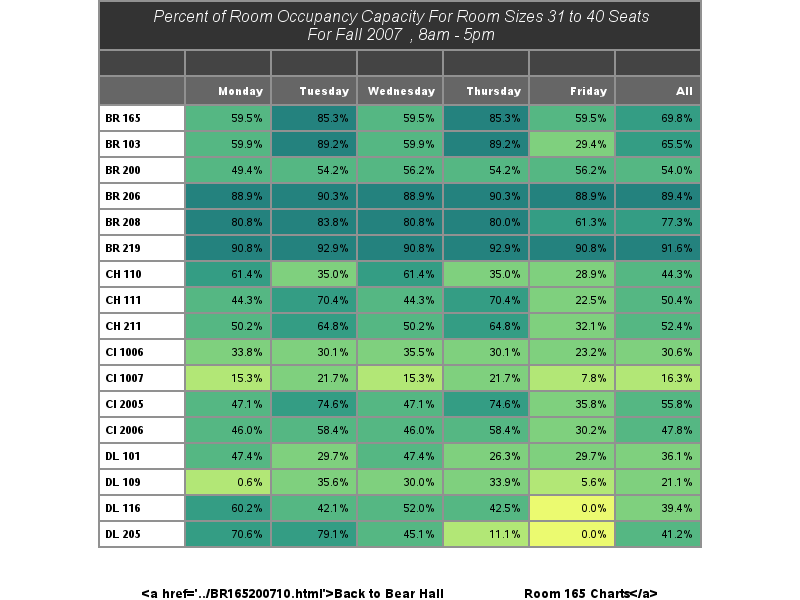 Percent of Room Occupancy Capacity For Room Sizes 31 to 40 Seats
For Fall 2007 , 8am - 5pm
Monday Tuesday Wednesday Thursday Friday All
BR 165 59.5% 85.3% 59.5% 85.3% 59.5% 69.8%
BR 103 59.9% 89.2% 59.9% 89.2% 29.4% 65.5%
BR 200 49.4% 54.2% 56.2% 54.2% 56.2% 54.0%
BR 206 88.9% 90.3% 88.9% 90.3% 88.9% 89.4%
BR 208 80.8% 83.8% 80.8% 80.0% 61.3% 77.3%
BR 219 90.8% 92.9% 90.8% 92.9% 90.8% 91.6%
CH 110 61.4% 35.0% 61.4% 35.0% 28.9% 44.3%
CH 111 44.3% 70.4% 44.3% 70.4% 22.5% 50.4%
CH 211 50.2% 64.8% 50.2% 64.8% 32.1% 52.4%
CI 1006 33.8% 30.1% 35.5% 30.1% 23.2% 30.6%
CI 1007 15.3% 21.7% 15.3% 21.7% 7.8% 16.3%
CI 2005 47.1% 74.6% 47.1% 74.6% 35.8% 55.8%
CI 2006 46.0% 58.4% 46.0% 58.4% 30.2% 47.8%
DL 101 47.4% 29.7% 47.4% 26.3% 29.7% 36.1%
DL 109 0.6% 35.6% 30.0% 33.9% 5.6% 21.1%
DL 116 60.2% 42.1% 52.0% 42.5% 0.0% 39.4%
DL 205 70.6% 79.1% 45.1% 11.1% 0.0% 41.2%
<a href='../BR165200710.html'>Back to Bear Hall Room 165 Charts</a>